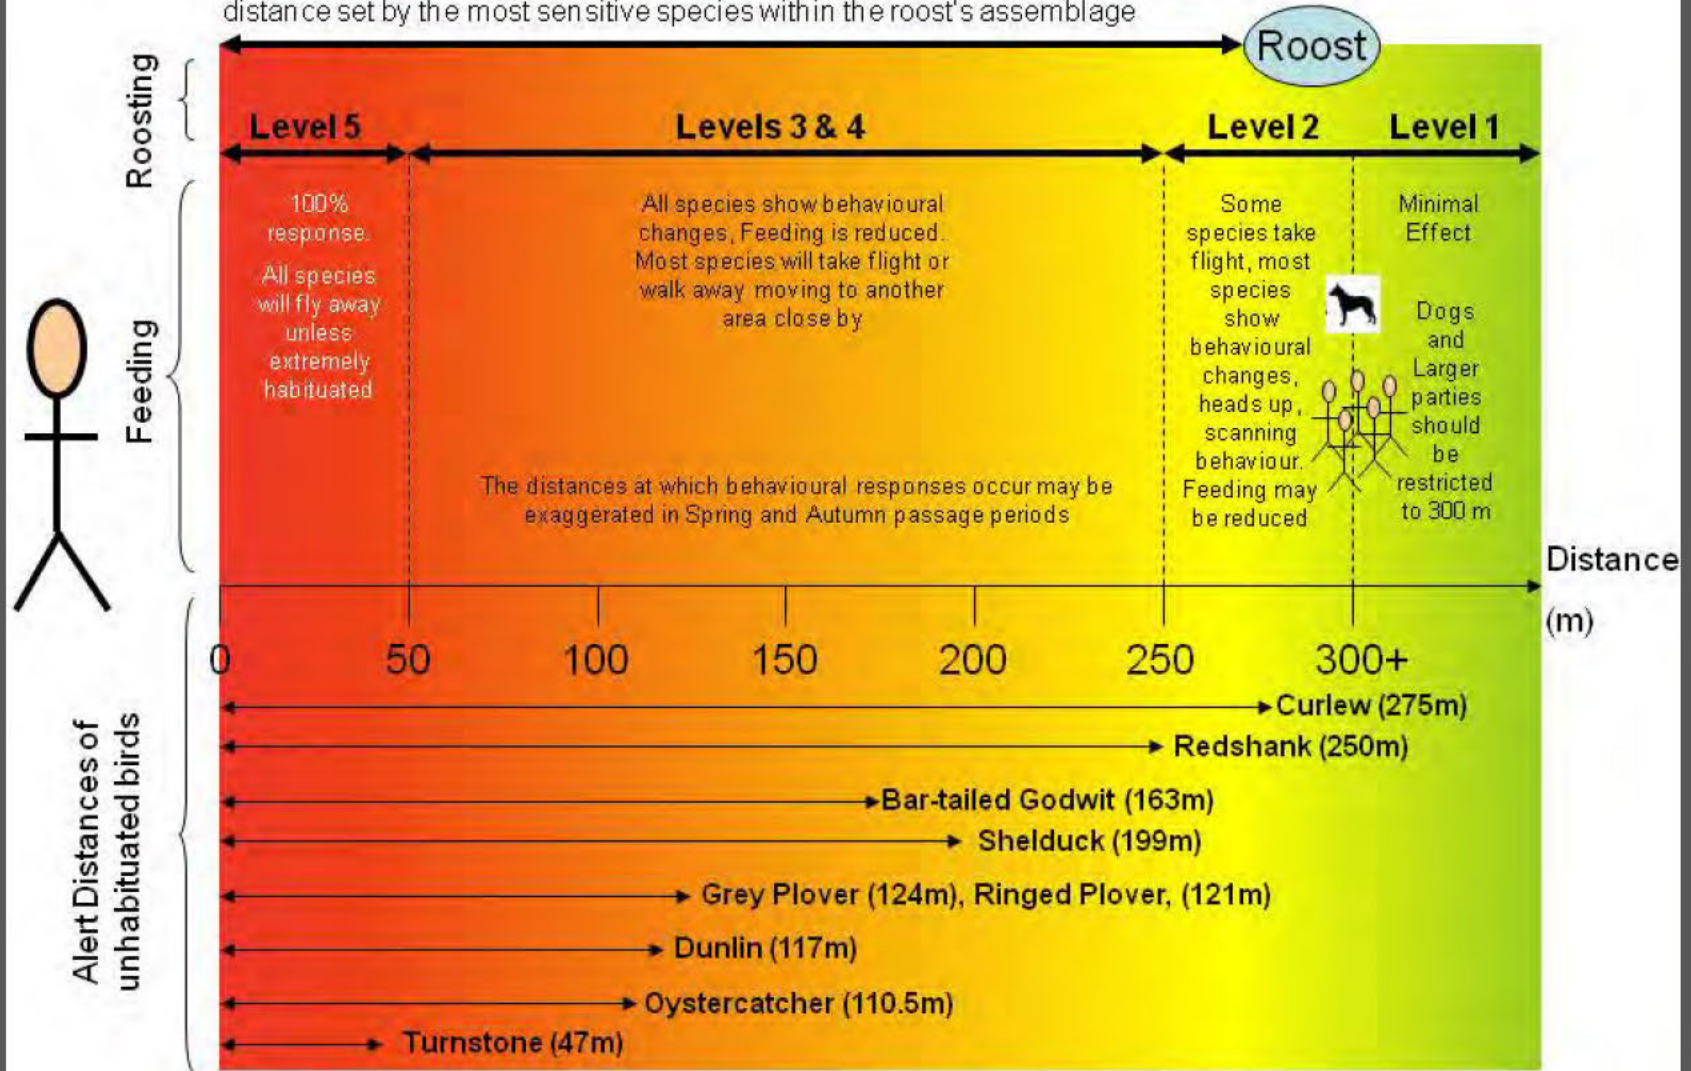 distance set by the most sensitive species within the roost's assemblage
Roost
Roosting
Level 5
Levels 3 & 4
Level 2
Level 1
Feeding
100%
response.
All species
will fly away
unless
extremely
habituated
All species show behavioural
changes, Feeding is reduced.
Most species will take flight or
walk away moving to another
area close by
The distances at which behavioural responses occur may be
exaggerated in Spring and Autumn passage periods
Some
species take
flight, most
species
show
behavioural
changes,
heads up,
scanning
behaviour.
Feeding may
be reduced
Minimal
Effect
Dogs
and
Larger
parties
should
be
restricted
to 300 m
Distance
(m)
0
50
100
150
200
250
300+
Alert Distances of
unhabituated birds
Curlew (275m)
Redshank (250m)
Bar-tailed Godwit (163m)
Shelduck (199m)
Grey Plover (124m), Ringed Plover, (121m)
Dunlin (117m)
Oystercatcher (110.5m)
Turnstone (47m)